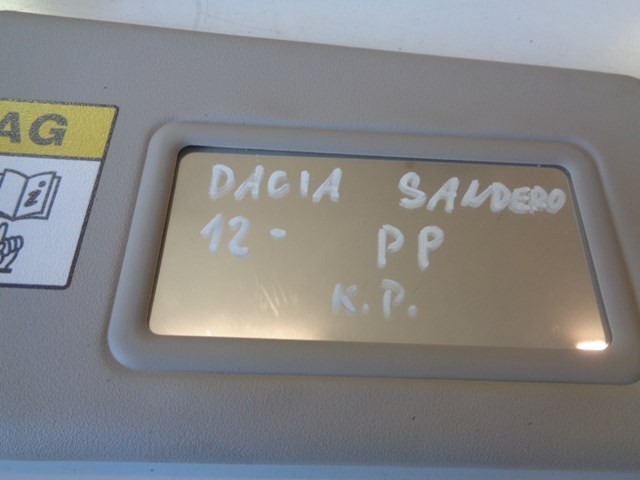 AG
DACIA SANDERO
12- PP
K.P.